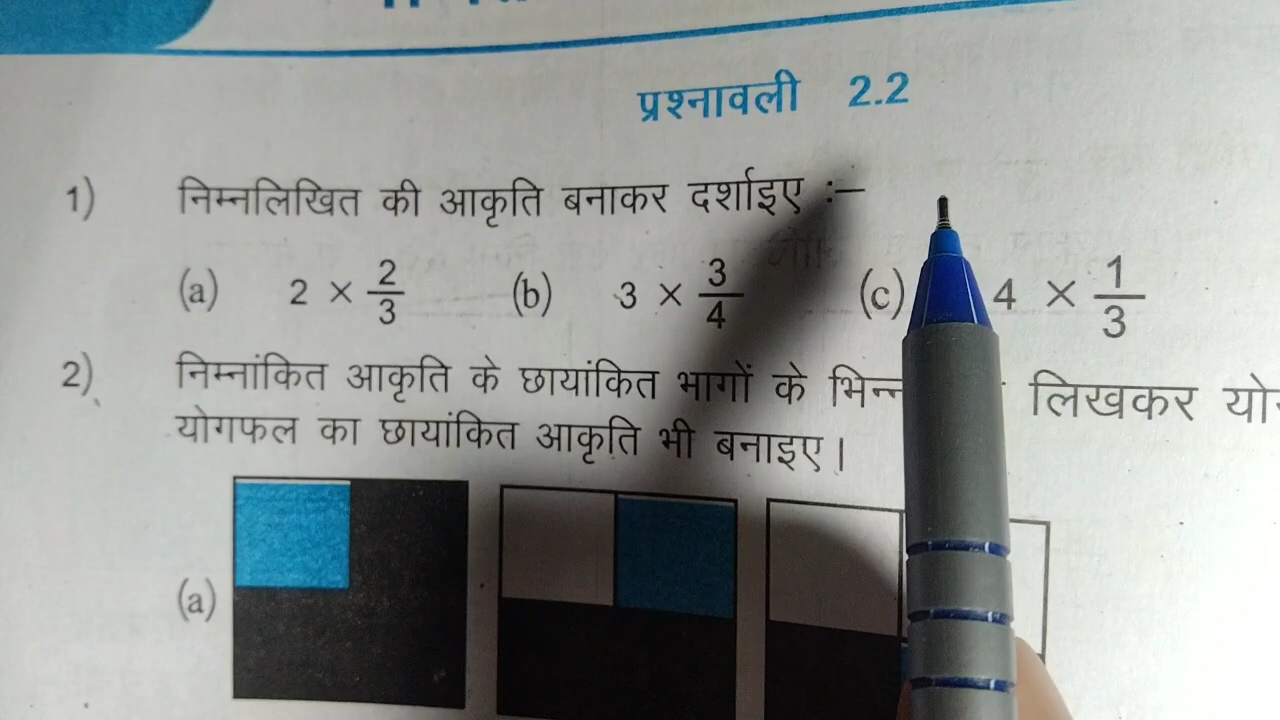 प्रश्नावली 2.2
1) निम्नलिखित की आकृति बनाकर दर्शाइए :–
(a) 2 × 2/3 (b) 3 × 3/4 (c) 4 × 1/3
2) निम्नांकित आकृति के छायांकित भागों के लिखकर
योगफल का छायांकित आकृति भी बनाइए।
(a)